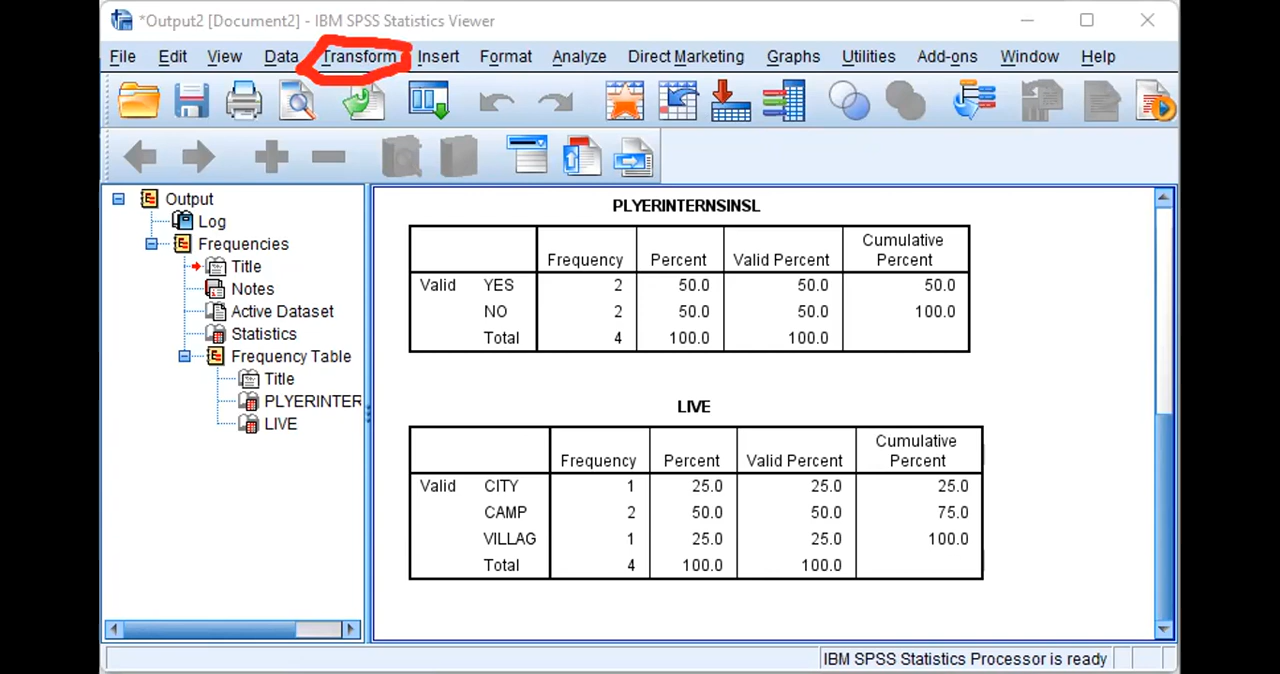 *Output2 [Document2] - IBM SPSS Statistics Viewer
File Edit View Data Transform Insert Format Analyze Direct Marketing Graphs Utilities Add-ons Window Help
Output
Log
Frequencies
Title
Notes
Active Dataset
Statistics
Frequency Table
Title
PLYERINTER
LIVE
PLYERINTERNSINSL
Frequency Percent Valid Percent Cumulative Percent
Valid YES 2 50.0 50.0 50.0
NO 2 50.0 50.0 100.0
Total 4 100.0 100.0
LIVE
Frequency Percent Valid Percent Cumulative Percent
Valid CITY 1 25.0 25.0 25.0
CAMP 2 50.0 50.0 75.0
VILLAG 1 25.0 25.0 100.0
Total 4 100.0 100.0
IBM SPSS Statistics Processor is ready